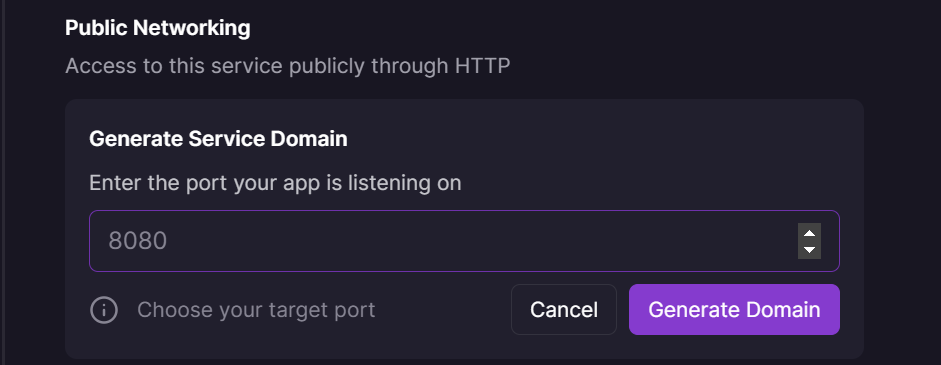 Public Networking
Access to this service publicly through HTTP
Generate Service Domain
Enter the port your app is listening on
8080
Choose your target port
Cancel
Generate Domain